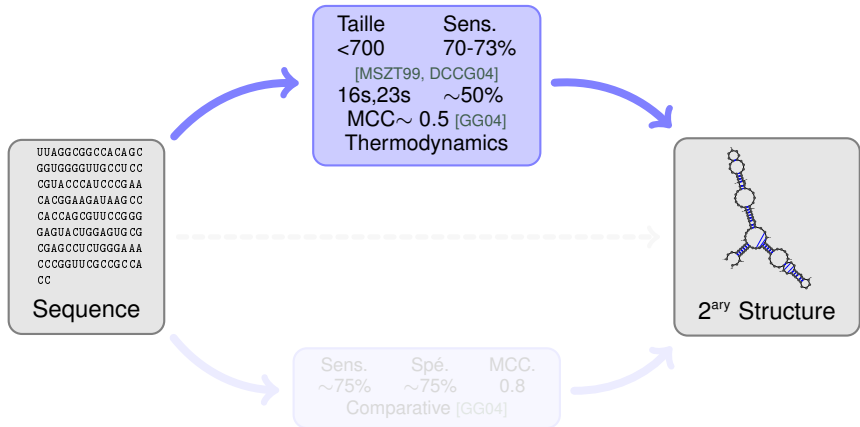 Taille Sens.
<700 70-73%
[MSZT99, DCCG04]
16s,23s ∼50%
MCC∼ 0.5 [GG04]
Thermodynamics
UUAGGCGGCCACAGC
GGUGGGGUUGCCUCC
CGUACCCAUCCCGAA
CACGGAAGAUAAGCC
CACCAGCGUUCCGGG
GAGUACUGGAGUGCG
CGAGCCUCUGGGAAA
CCCGGUUCGCCGCCA
CC
Sequence
2ary Structure
Sens. Spé. MCC.
∼75% ∼75% 0.8
Comparative [GG04]